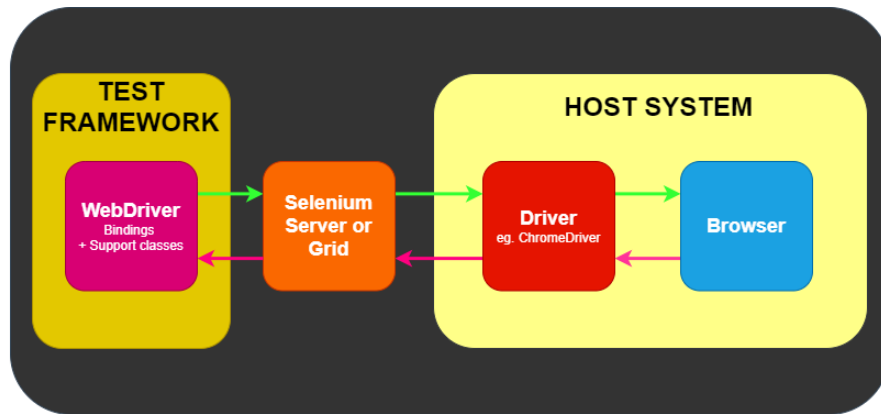 TEST
FRAMEWORK
WebDriver
Bindings
+ Support classes
Selenium
Server or
Grid
HOST SYSTEM
Driver
eg. ChromeDriver
Browser